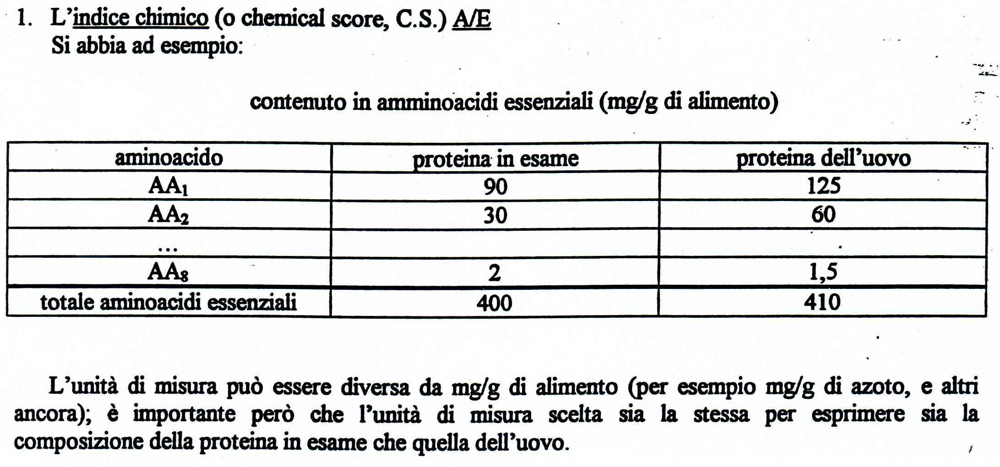 1. L'indice chimico (o chemical score, C.S.) A/E
Si abbia ad esempio:
contenuto in amminoacidi essenziali (mg/g di alimento)
aminoacido proteina in esame proteina dell'uovo
AA₁ 90 125
AA₂ 30 60
...
AA₈ 2 1,5
totale aminoacidi essenziali 400 410
L'unità di misura può essere diversa da mg/g di alimento (per esempio mg/g di azoto, e altri
ancora); è importante però che l'unità di misura scelta sia la stessa per esprimere sia la
composizione della proteina in esame che quella dell'uovo.